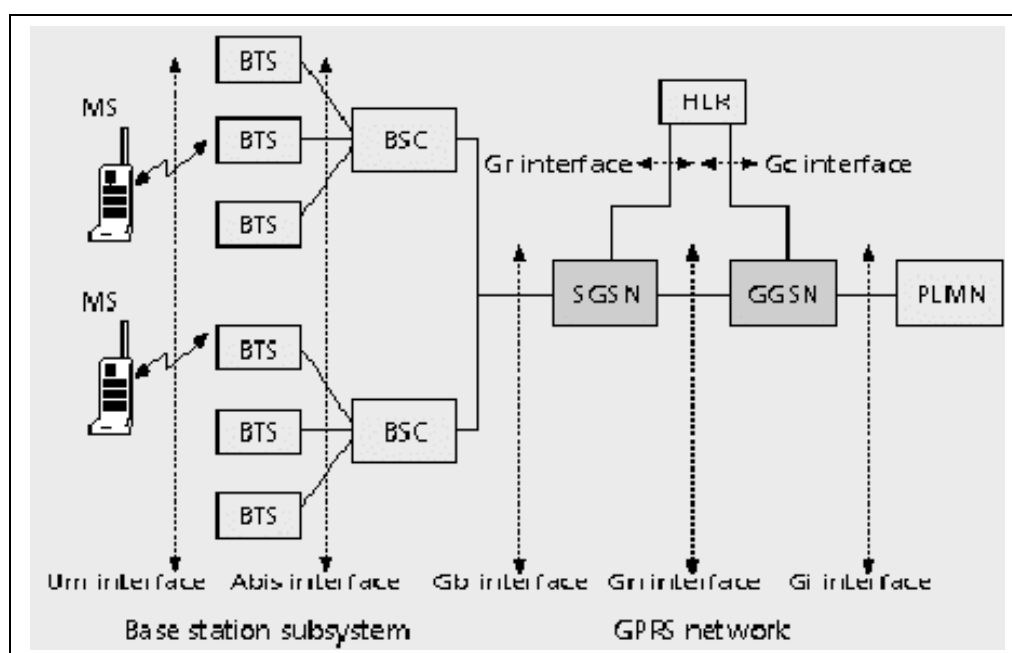 BTS
MS
BTS
BSC
HLR
Gr interface
Gc interface
BTS
SGSN
GGSN
PLMN
MS
BTS
BTS
BSC
BTS
Um interface
Abis interface
Gb interface
Gn interface
Gi interface
Base station subsystem
GPRS network